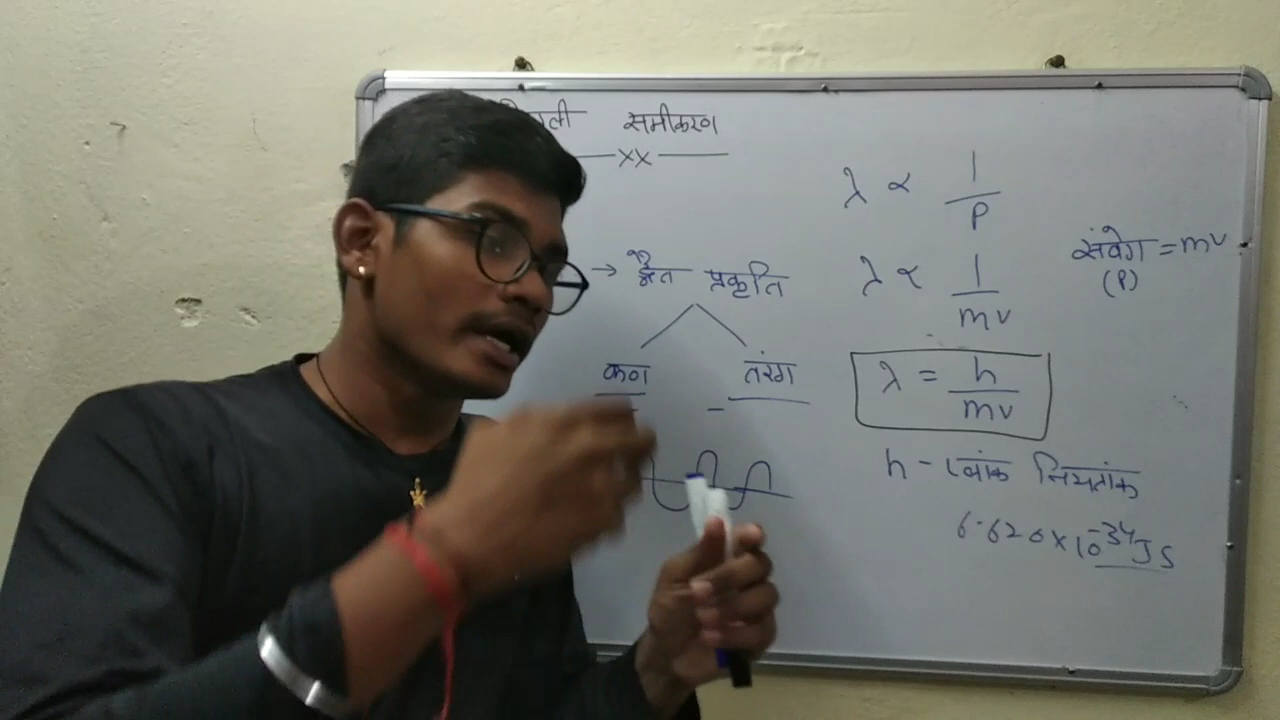 समीकरण
xx
→ द्वैत प्रकृति
कण तरंग
λ ∝ 1/P
λ ∝ 1/mv
संवेग = mv
(P)
λ = h/mv
h - प्लांक नियतांक
6.626 x 10^-34 JS